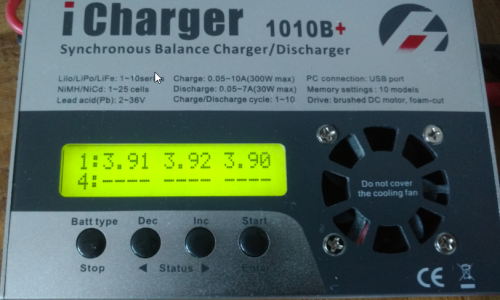 iCharger 1010B+
Synchronous Balance Charger/Discharger
LiIo/LiPo/LiFe: 1~10series Charge: 0.05-10A(300W max) PC connection: USB port
NiMH/NiCd: 1~25 cells Discharge: 0.05-7A(30W max) Memory settings: 10 models
Lead acid(Pb): 2~36V Charge/Discharge cycle: 1~10 Drive: brushed DC motor, foam-cut
1:3.91 3.92 3.90
4:---- ---- ----
Do not cover
the cooling fan
Batt type Dec Inc Start
Stop ◀ Status ▶ Enter
CE